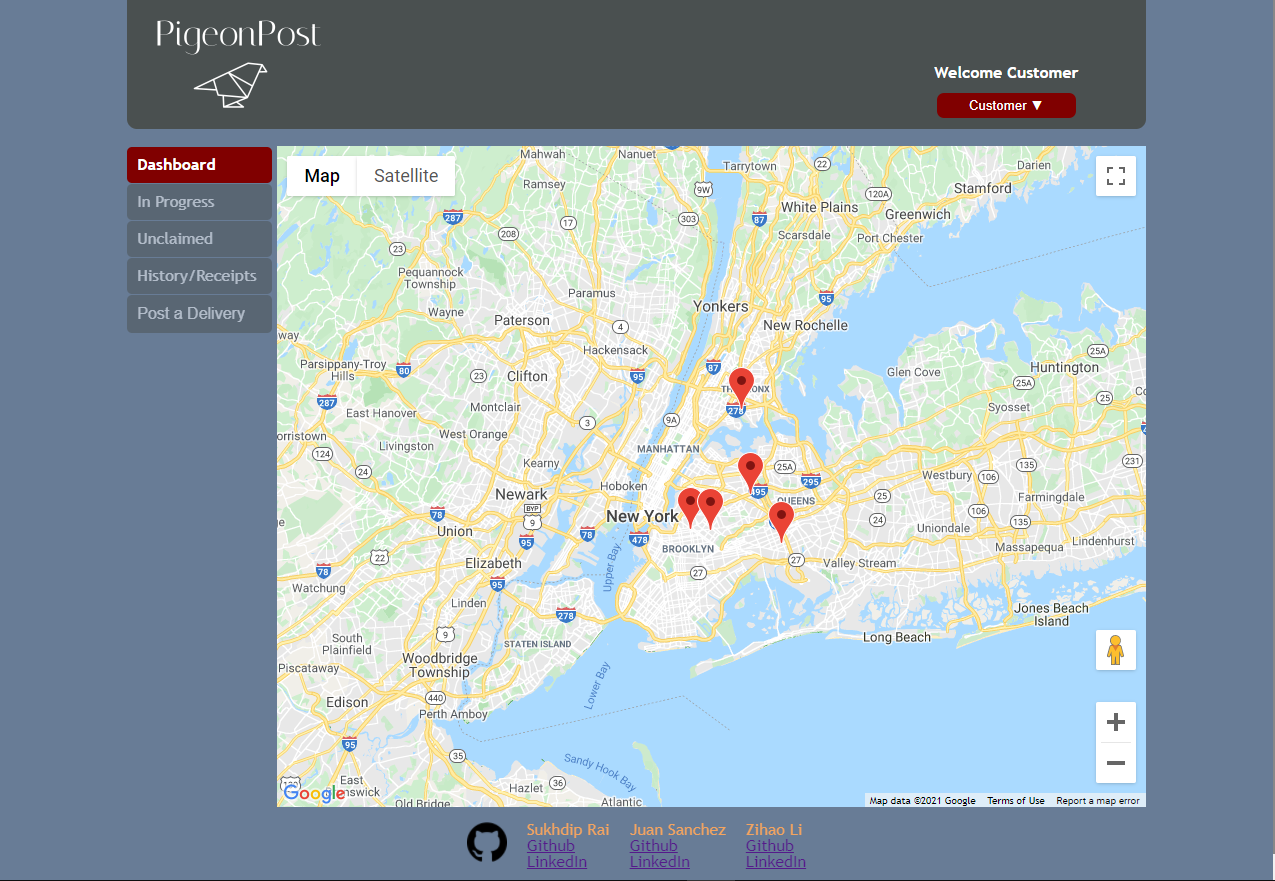 PigeonPost
Welcome Customer
Customer ▼
Dashboard
In Progress
Unclaimed
History/Receipts
Post a Delivery
Map
Satellite
Mahwah
Nanuet
Tarrytown
22
Darien
Ramsey
9W
120A
Stamford
White Plains
Greenwich
287
17
303
87
208
Scarsdale
Port Chester
23
Pequannock
Township
Paramus
95
Wayne
Paterson
4
Yonkers
New Rochelle
way
Hackensack
Parsippany-Troy
Hills
80
23
Clifton
95
87
25A
Glen Cove
Huntington
25A
287
East Hanover
Montclair
278
Syosset
25
3
9A
orristown
West Orange
Livingston
MANHATTAN
124
24
Kearny
25A
135
231
Westbury
106
Newark
Hoboken
495
295
QUEENS
25
Farmingdale
BYP
9
78
New York
24
106
135
Union
Uniondale
78
478
Lindenhurst
95
BROOKLYN
Massapequa
22
Elizabeth
27
Valley Stream
78
Upper Bay
27
Watchung
95
Linden
278
Jones Beach
Island
9
South
Plainfield
STATEN ISLAND
Long Beach
Piscataway
Woodbridge
Township
Lower Bay
440
Edison
Perth Amboy
95
35
Sandy Hook Bay
East
nswick
Hazlet
36
Old Bridge
Atlantic
Google
Map data ©2021 Google
Terms of Use
Report a map error
Sukhdip Rai
Juan Sanchez
Zihao Li
Github
Github
Github
LinkedIn
LinkedIn
LinkedIn